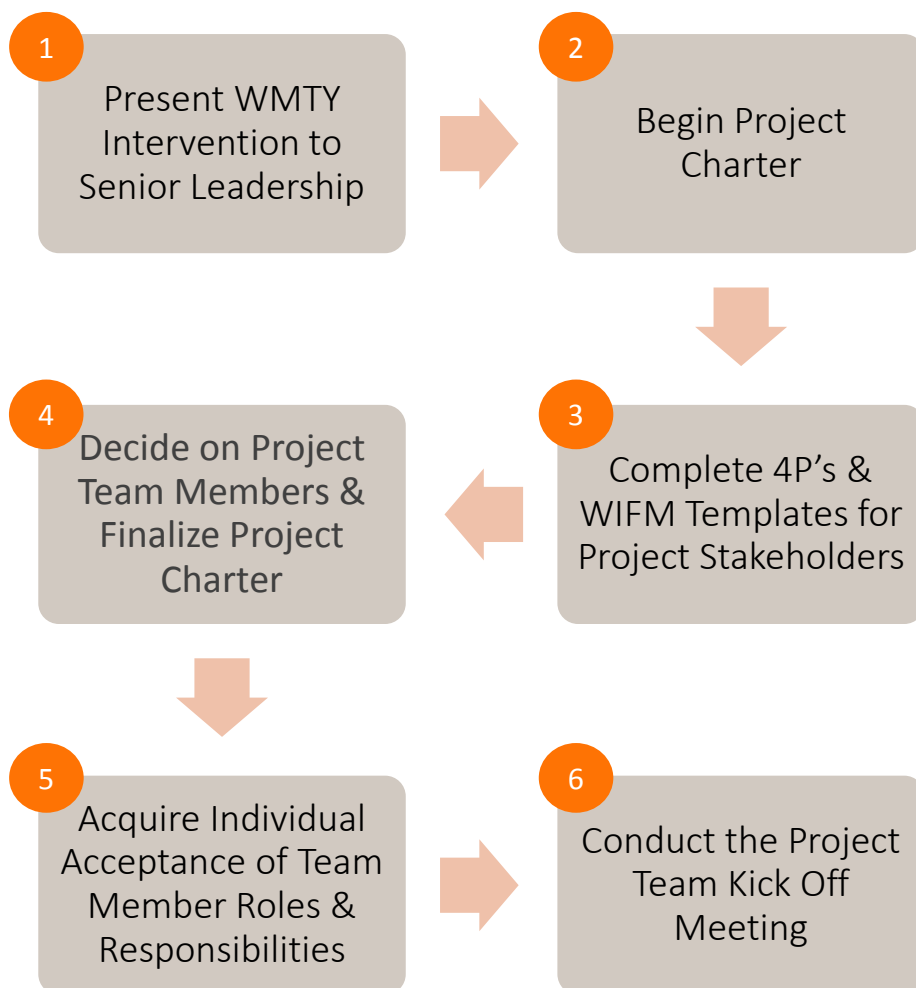 1
Present WMTY
Intervention to
Senior Leadership
2
Begin Project
Charter
3
Complete 4P’s &
WIFM Templates for
Project Stakeholders
4
Decide on Project
Team Members &
Finalize Project
Charter
5
Acquire Individual
Acceptance of Team
Member Roles &
Responsibilities
6
Conduct the Project
Team Kick Off
Meeting